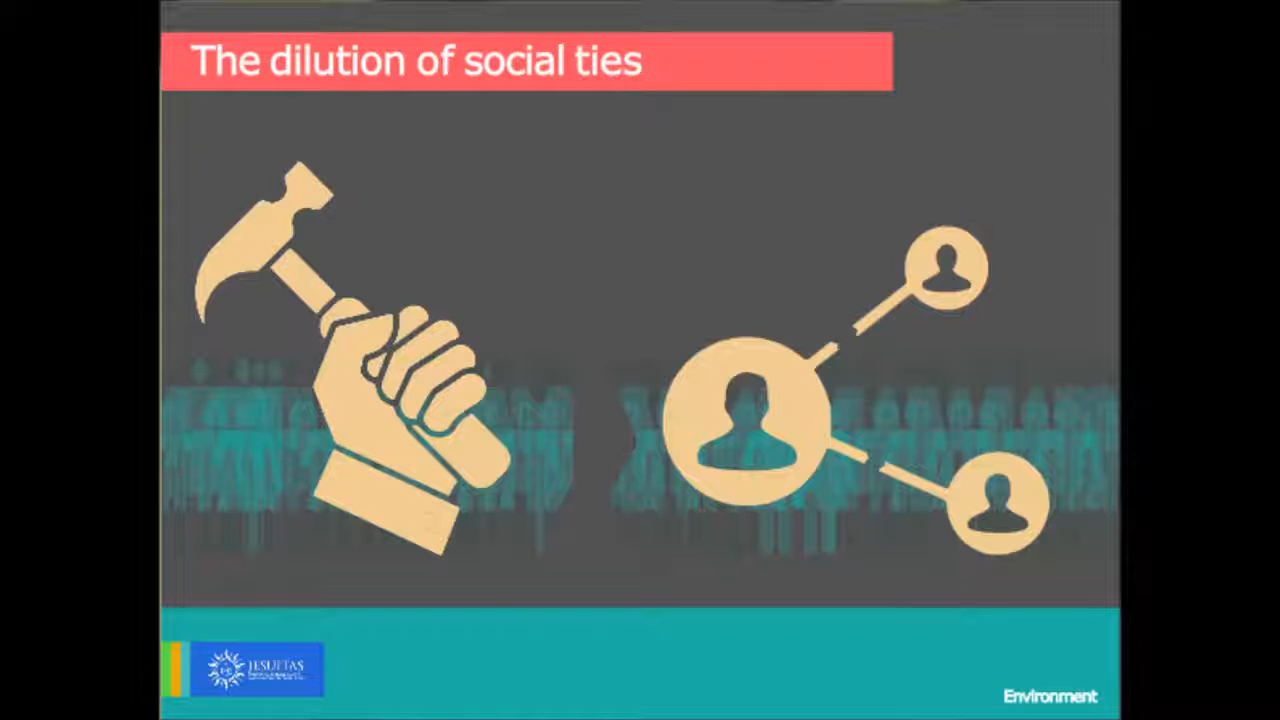 The dilution of social ties
JESUITAS
Environment